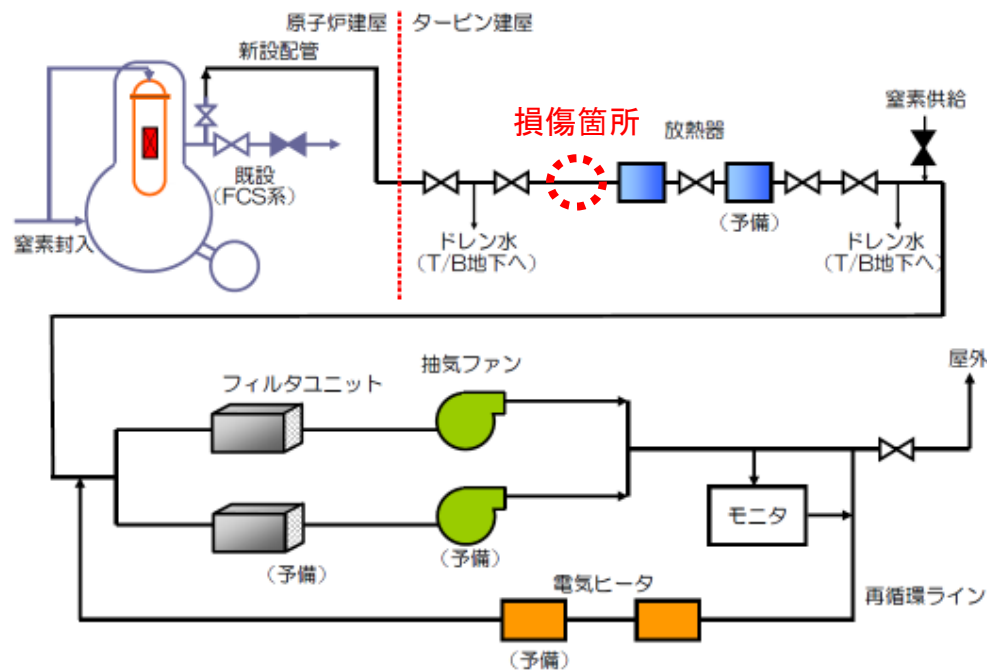 原子炉建屋
タービン建屋
新設配管
窒素供給
損傷箇所
放熱器
既設
(FCS系)
(予備)
窒素封入
ドレン水
(T/B地下へ)
ドレン水
(T/B地下へ)
屋外
抽気ファン
フィルタユニット
モニタ
(予備)
(予備)
電気ヒータ
再循環ライン
(予備)